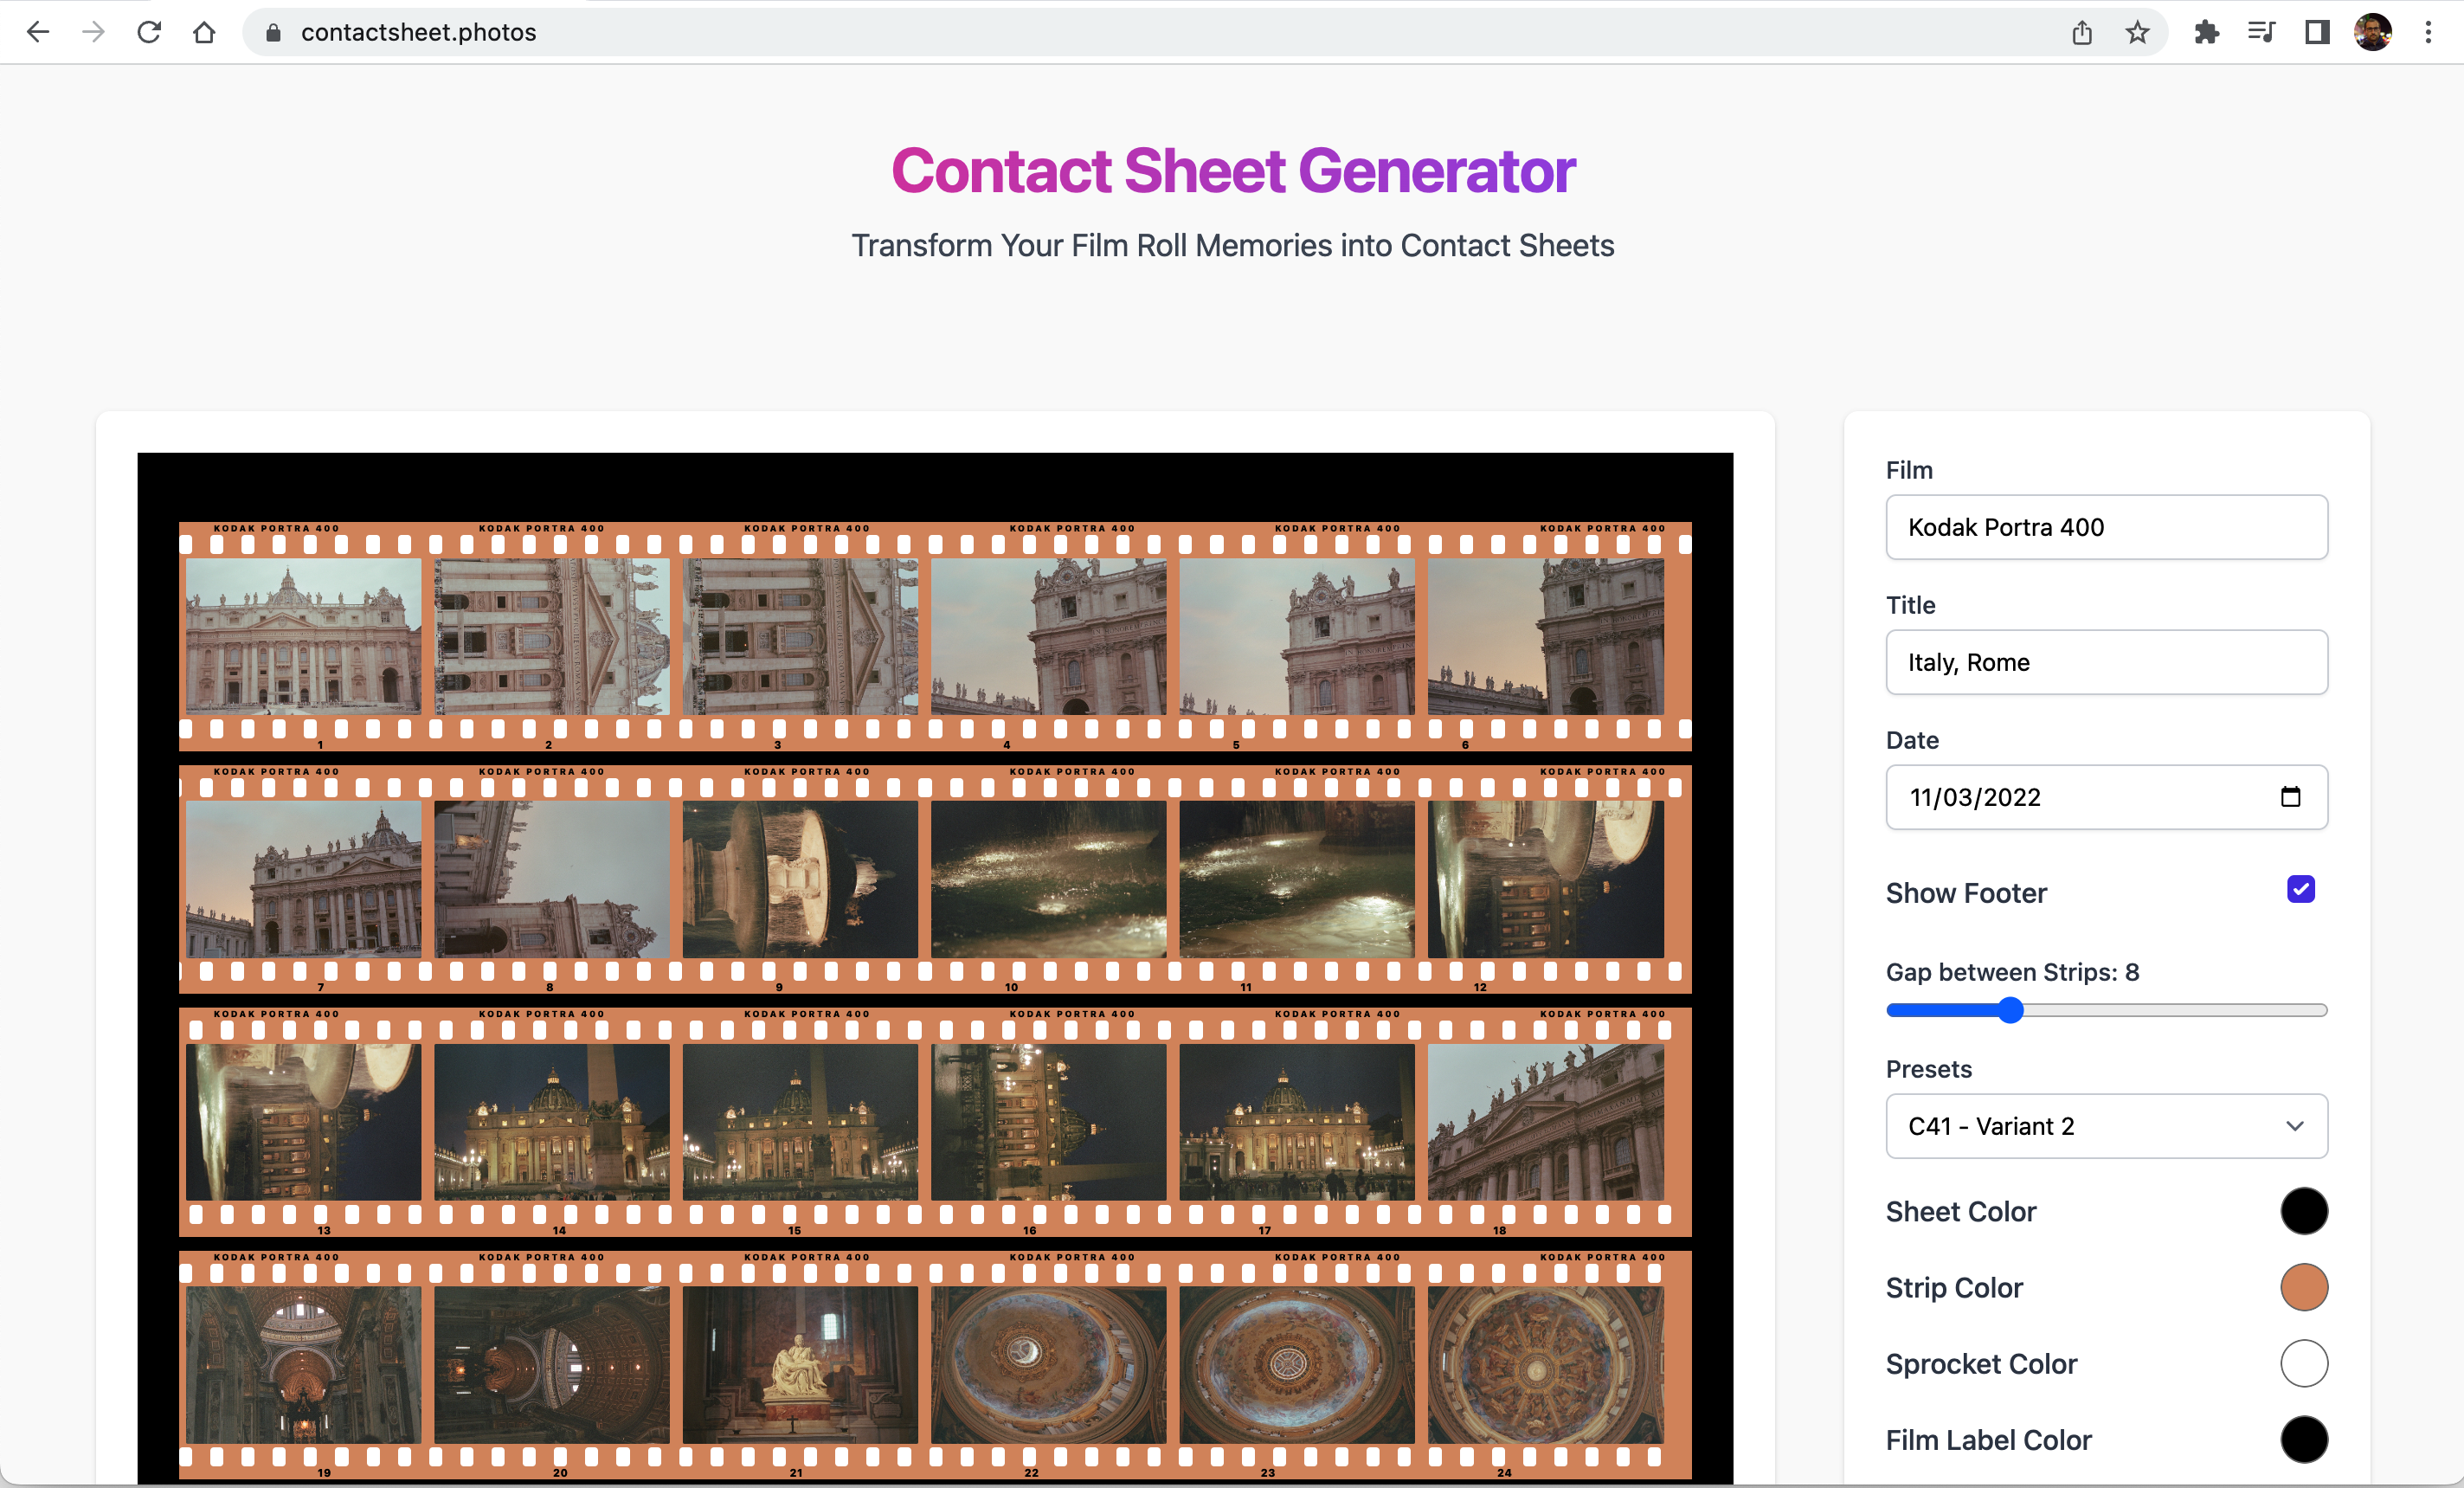 contactsheet.photos
Contact Sheet Generator
Transform Your Film Roll Memories into Contact Sheets
KODAK PORTRA 400 KODAK PORTRA 400 KODAK PORTRA 400 KODAK PORTRA 400 KODAK PORTRA 400 KODAK PORTRA 400
1 2 3 4 5 6
KODAK PORTRA 400 KODAK PORTRA 400 KODAK PORTRA 400 KODAK PORTRA 400 KODAK PORTRA 400 KODAK PORTRA 400
7 8 9 10 11 12
KODAK PORTRA 400 KODAK PORTRA 400 KODAK PORTRA 400 KODAK PORTRA 400 KODAK PORTRA 400 KODAK PORTRA 400
13 14 15 16 17 18
KODAK PORTRA 400 KODAK PORTRA 400 KODAK PORTRA 400 KODAK PORTRA 400 KODAK PORTRA 400 KODAK PORTRA 400
19 20 21 22 23 24
Film
Kodak Portra 400
Title
Italy, Rome
Date
11/03/2022
Show Footer
Gap between Strips: 8
Presets
C41 - Variant 2
Sheet Color
Strip Color
Sprocket Color
Film Label Color